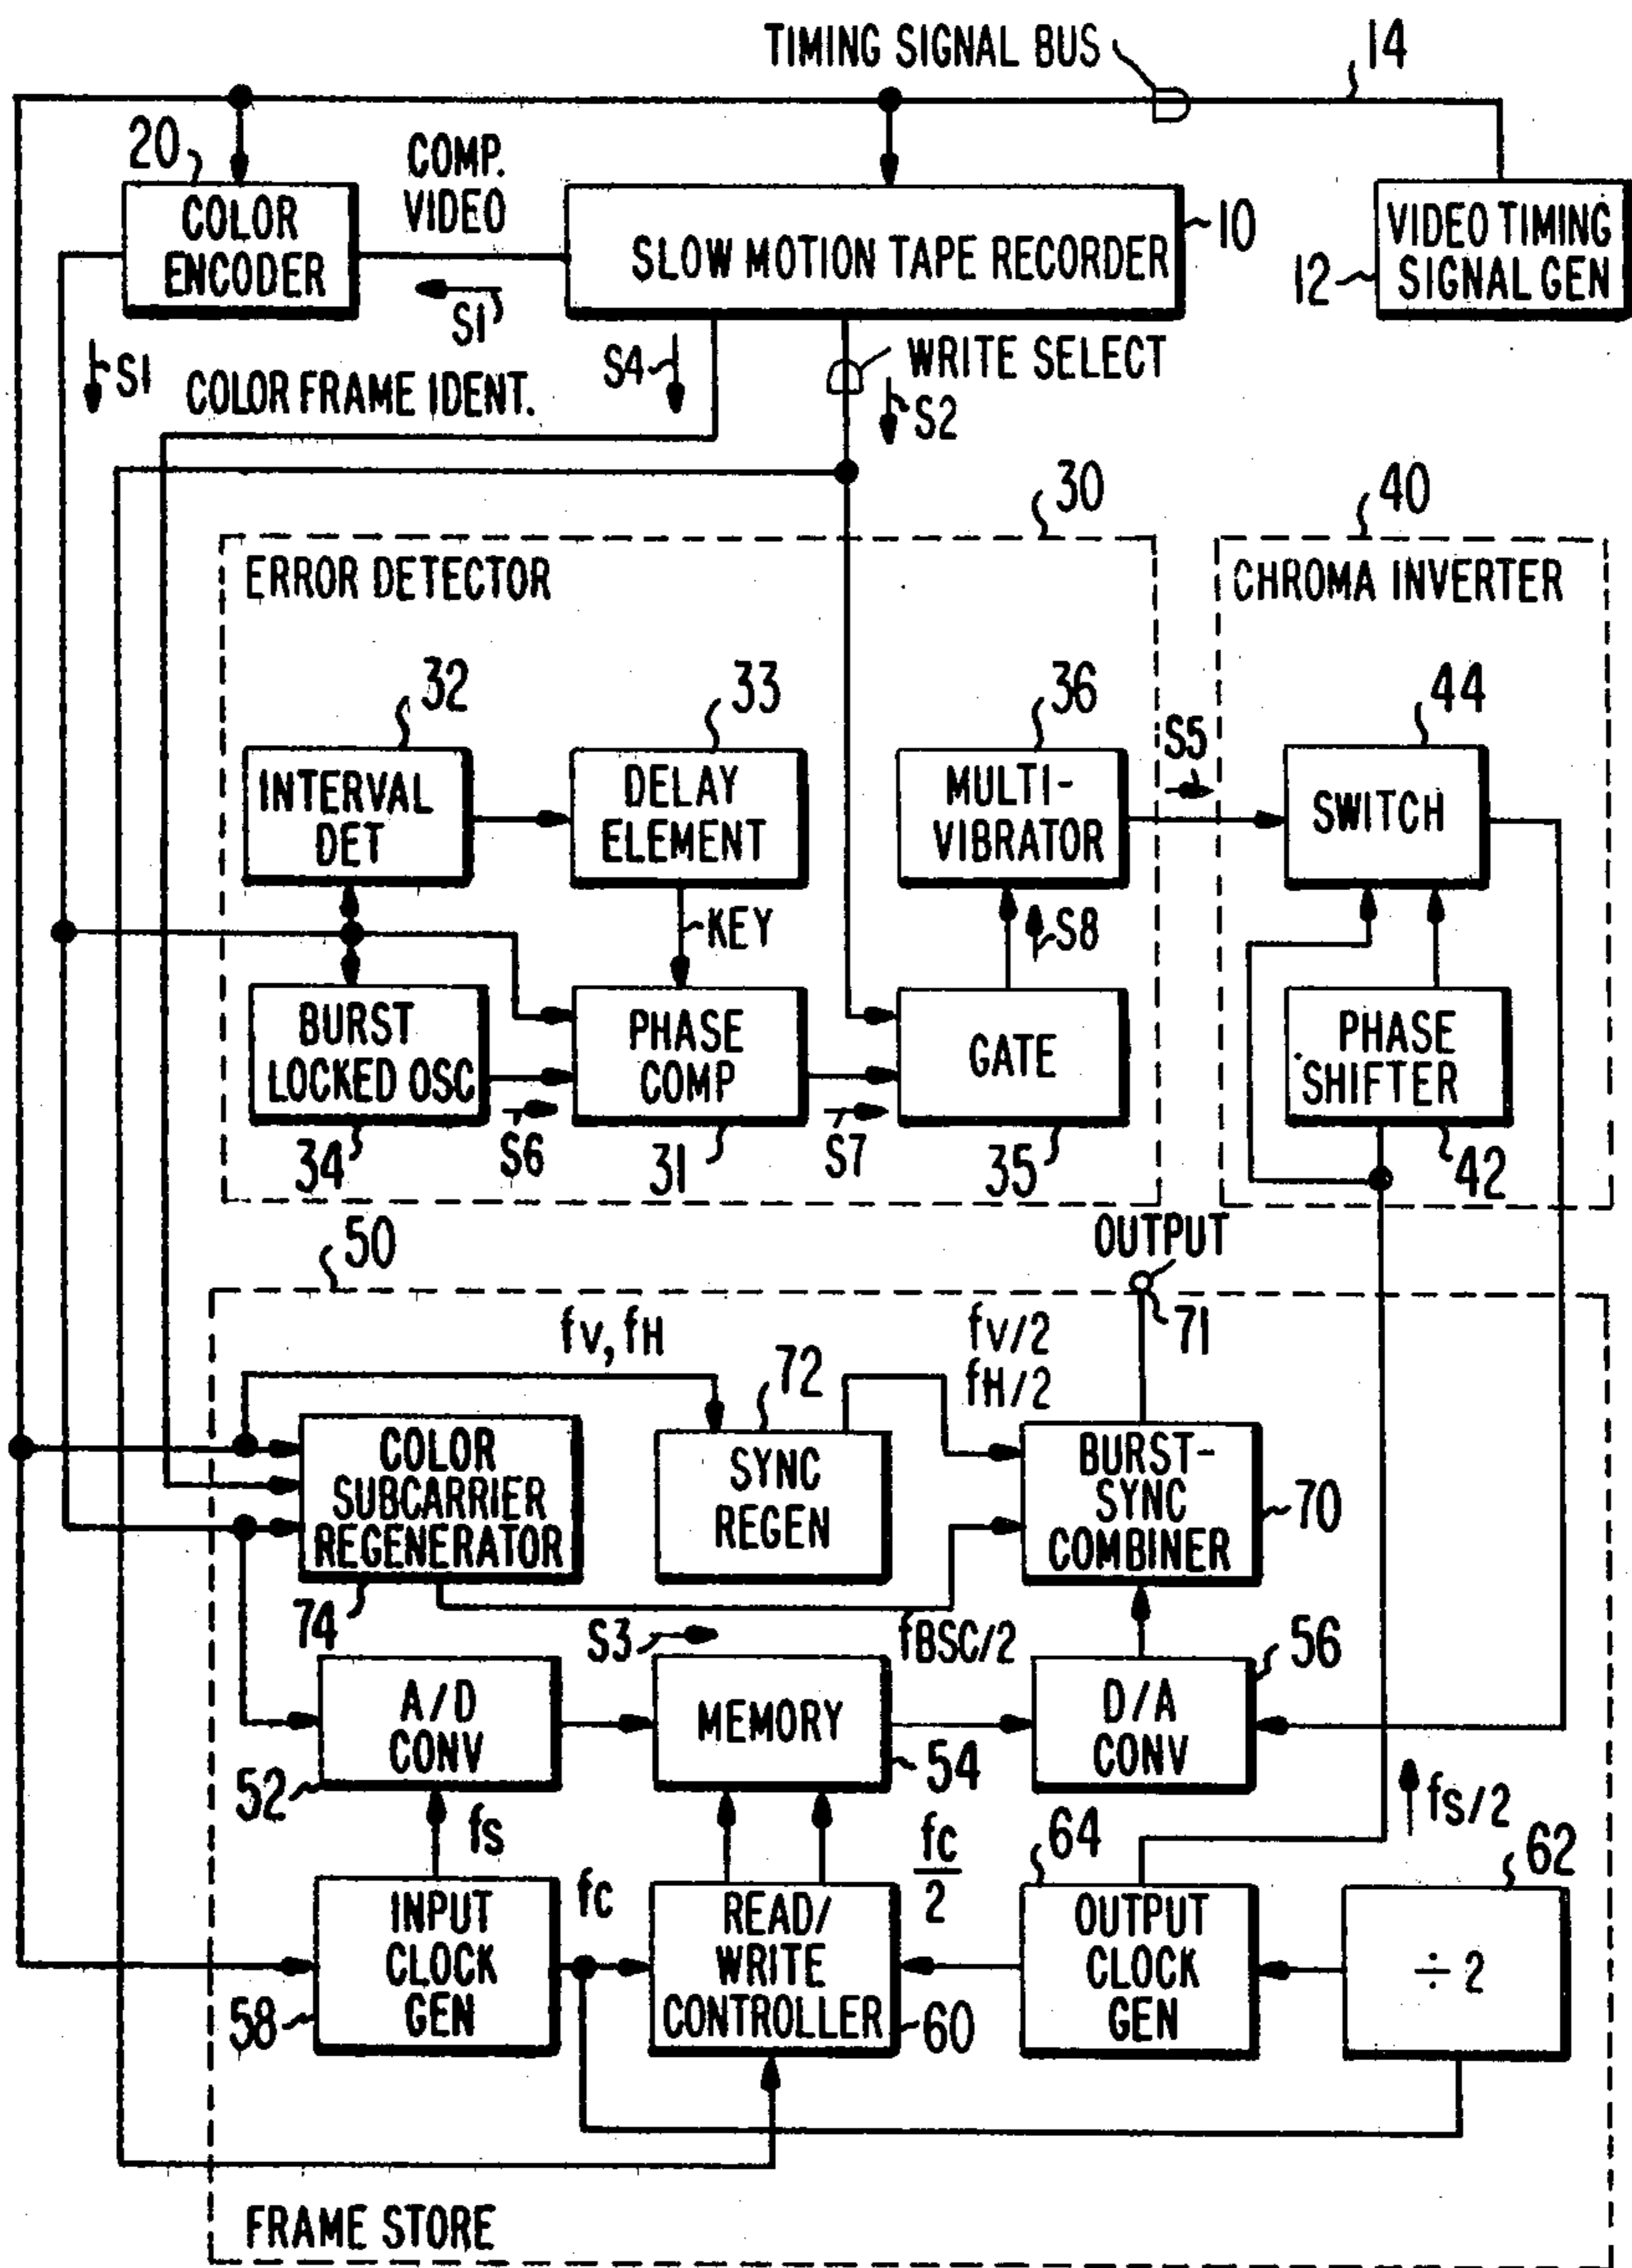 TIMING SIGNAL BUS
14
20
COMP.
VIDEO
COLOR
ENCODER
SLOW MOTION TAPE RECORDER
10
VIDEO TIMING
SIGNAL GEN
12
S1
S1
S4
WRITE SELECT
S2
COLOR FRAME IDENT.
30
40
ERROR DETECTOR
CHROMA INVERTER
32
33
36
44
S5
INTERVAL
DET
DELAY
ELEMENT
MULTI-
VIBRATOR
SWITCH
KEY
S8
BURST
LOCKED OSC
PHASE
COMP
GATE
PHASE
SHIFTER
34
S6
31
S7
35
42
50
OUTPUT
71
fv, fH
72
fv/2
fH/2
COLOR
SUBCARRIER
REGENERATOR
SYNC
REGEN
BURST-
SYNC
COMBINER
70
74
S3
fBSC/2
56
A/D
CONV
MEMORY
D/A
CONV
52
54
fs
fc
fc
2
64
fs/2
62
INPUT
CLOCK
GEN
READ/
WRITE
CONTROLLER
OUTPUT
CLOCK
GEN
÷ 2
58
60
FRAME STORE